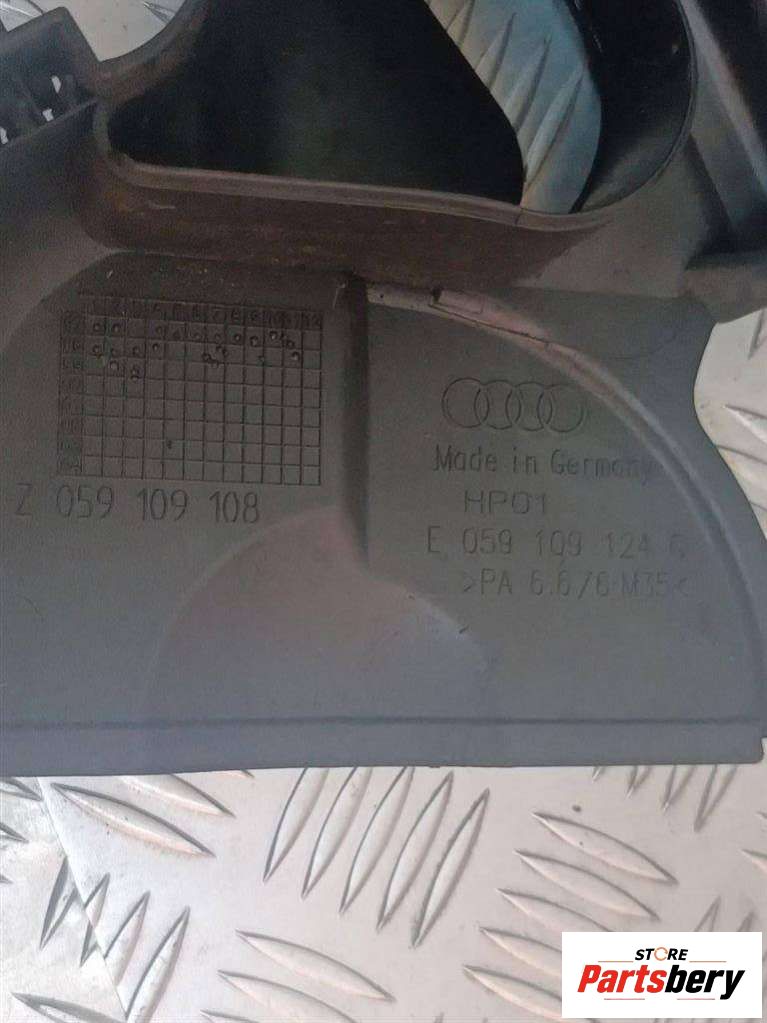 Made in Germany
HP01
Z 059 109 108
E 059 109 124
>PA 6.6/6-M35<
STORE
Partsbery